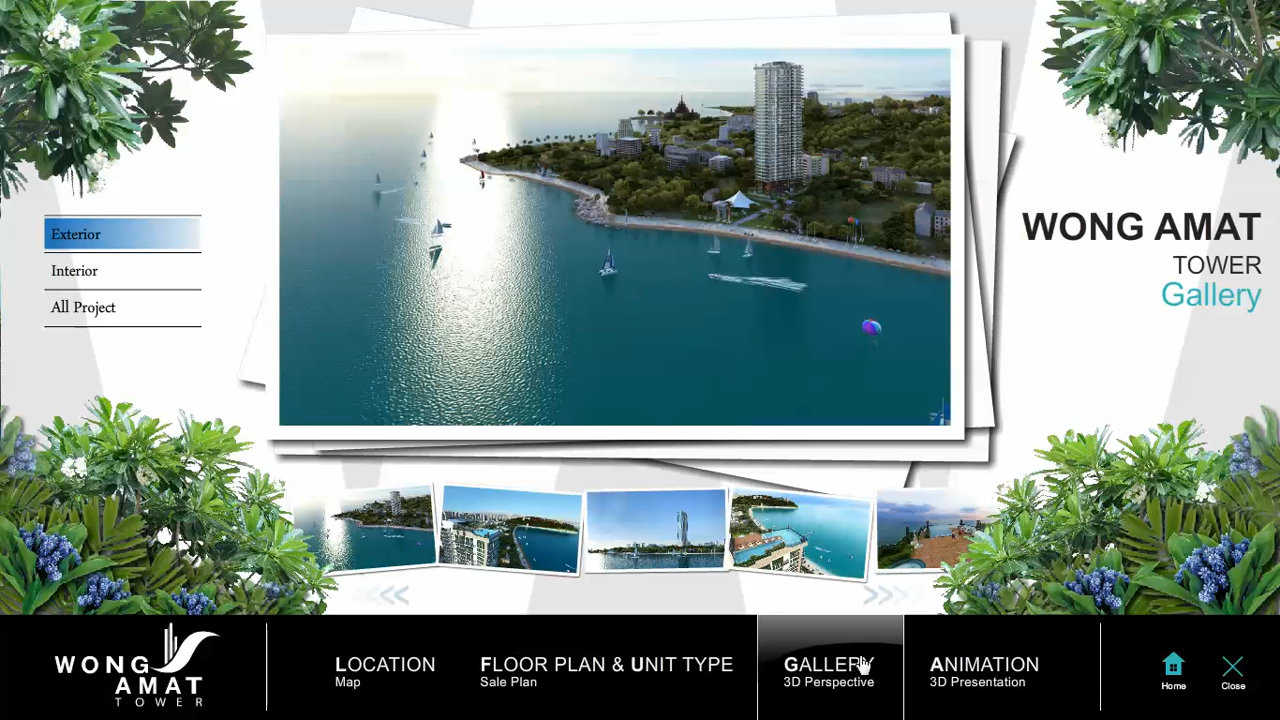 Exterior
Interior
All Project
WONG AMAT
TOWER
Gallery
WONG
AMAT
TOWER
LOCATION
Map
FLOOR PLAN & UNIT TYPE
Sale Plan
GALLERY
3D Perspective
ANIMATION
3D Presentation
Home
Close